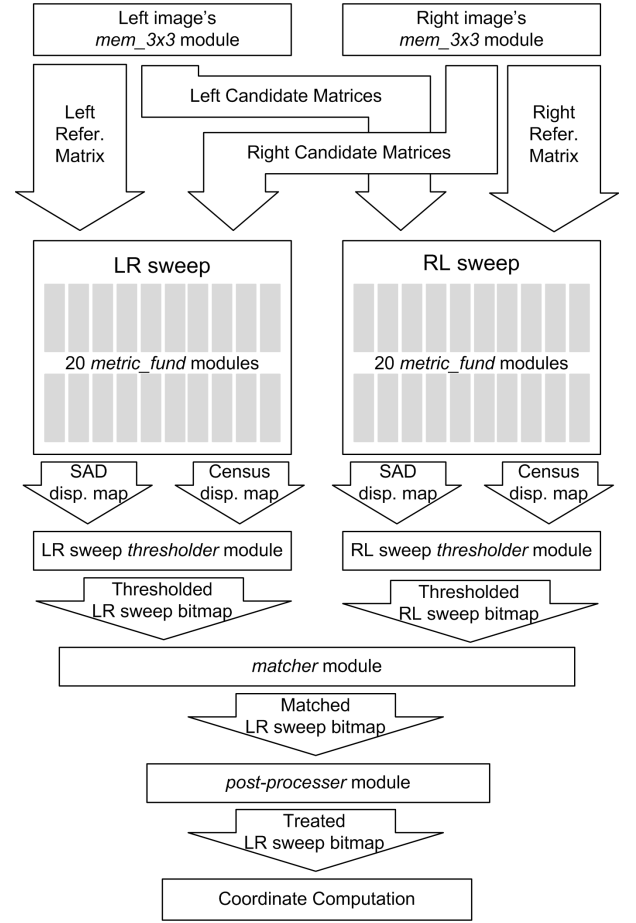 Left image's
mem_3x3 module
Right image's
mem_3x3 module
Left
Refer.
Matrix
Left Candidate Matrices
Right Candidate Matrices
Right
Refer.
Matrix
LR sweep
20 metric_fund modules
RL sweep
20 metric_fund modules
SAD
disp. map
Census
disp. map
SAD
disp. map
Census
disp. map
LR sweep thresholder module
RL sweep thresholder module
Thresholded
LR sweep bitmap
Thresholded
RL sweep bitmap
matcher module
Matched
LR sweep bitmap
post-processer module
Treated
LR sweep bitmap
Coordinate Computation